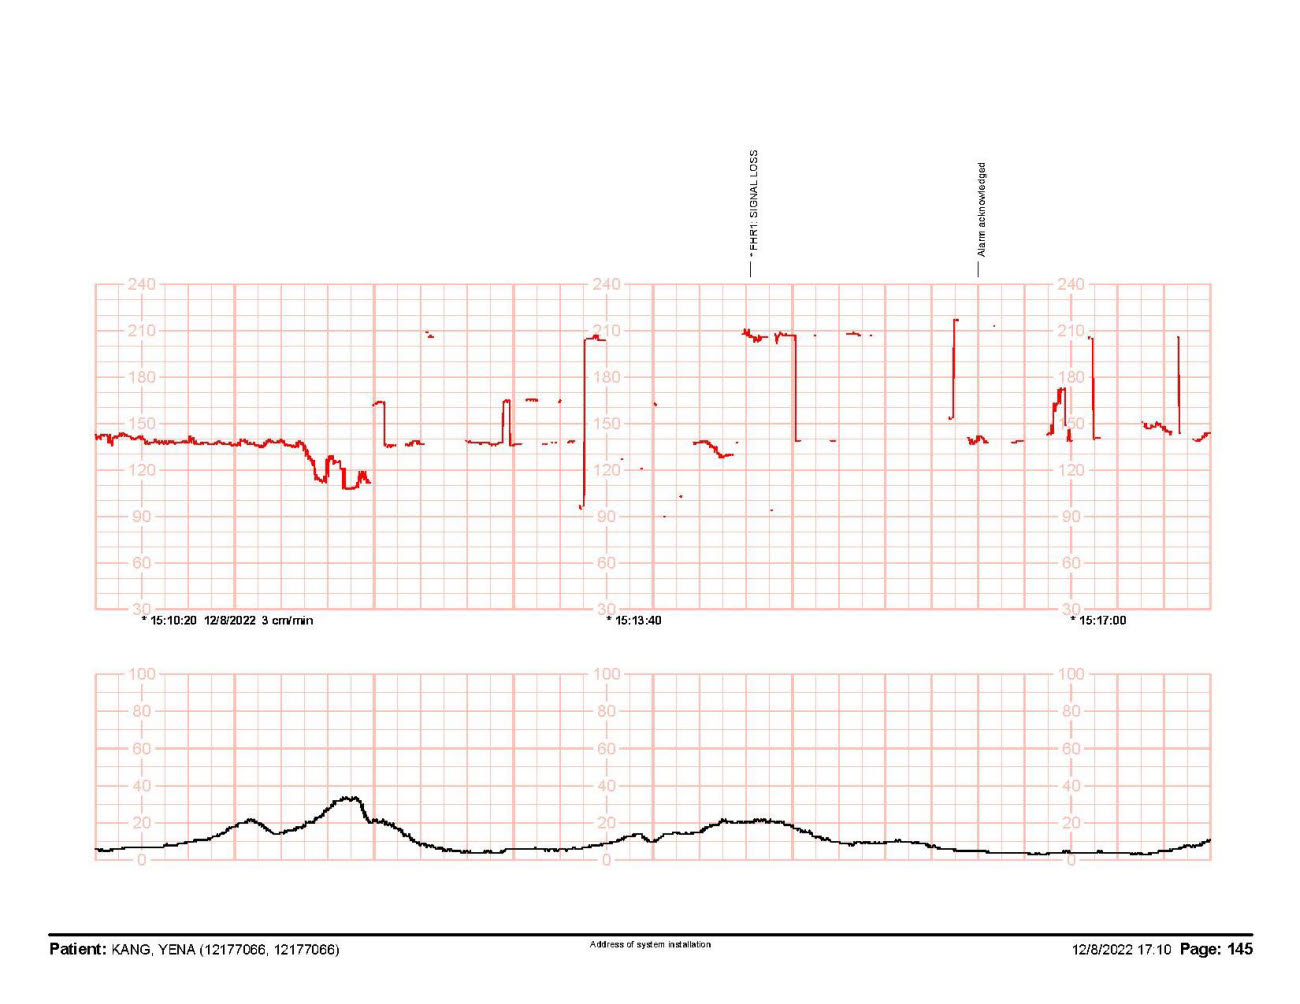 * FHR1: SIGNAL LOSS
Alarm acknowledged
240 240 240
210 210 210
180 180 180
150 150 150
120 120 120
90 90 90
60 60 60
30 30 30
* 15:10:20 12/8/2022 3 cm/min * 15:13:40 * 15:17:00
100 100 100
80 80 80
60 60 60
40 40 40
20 20 20
0 0 0
Patient: KANG, YENA (12177066, 12177066) Address of system installation 12/8/2022 17:10 Page: 145